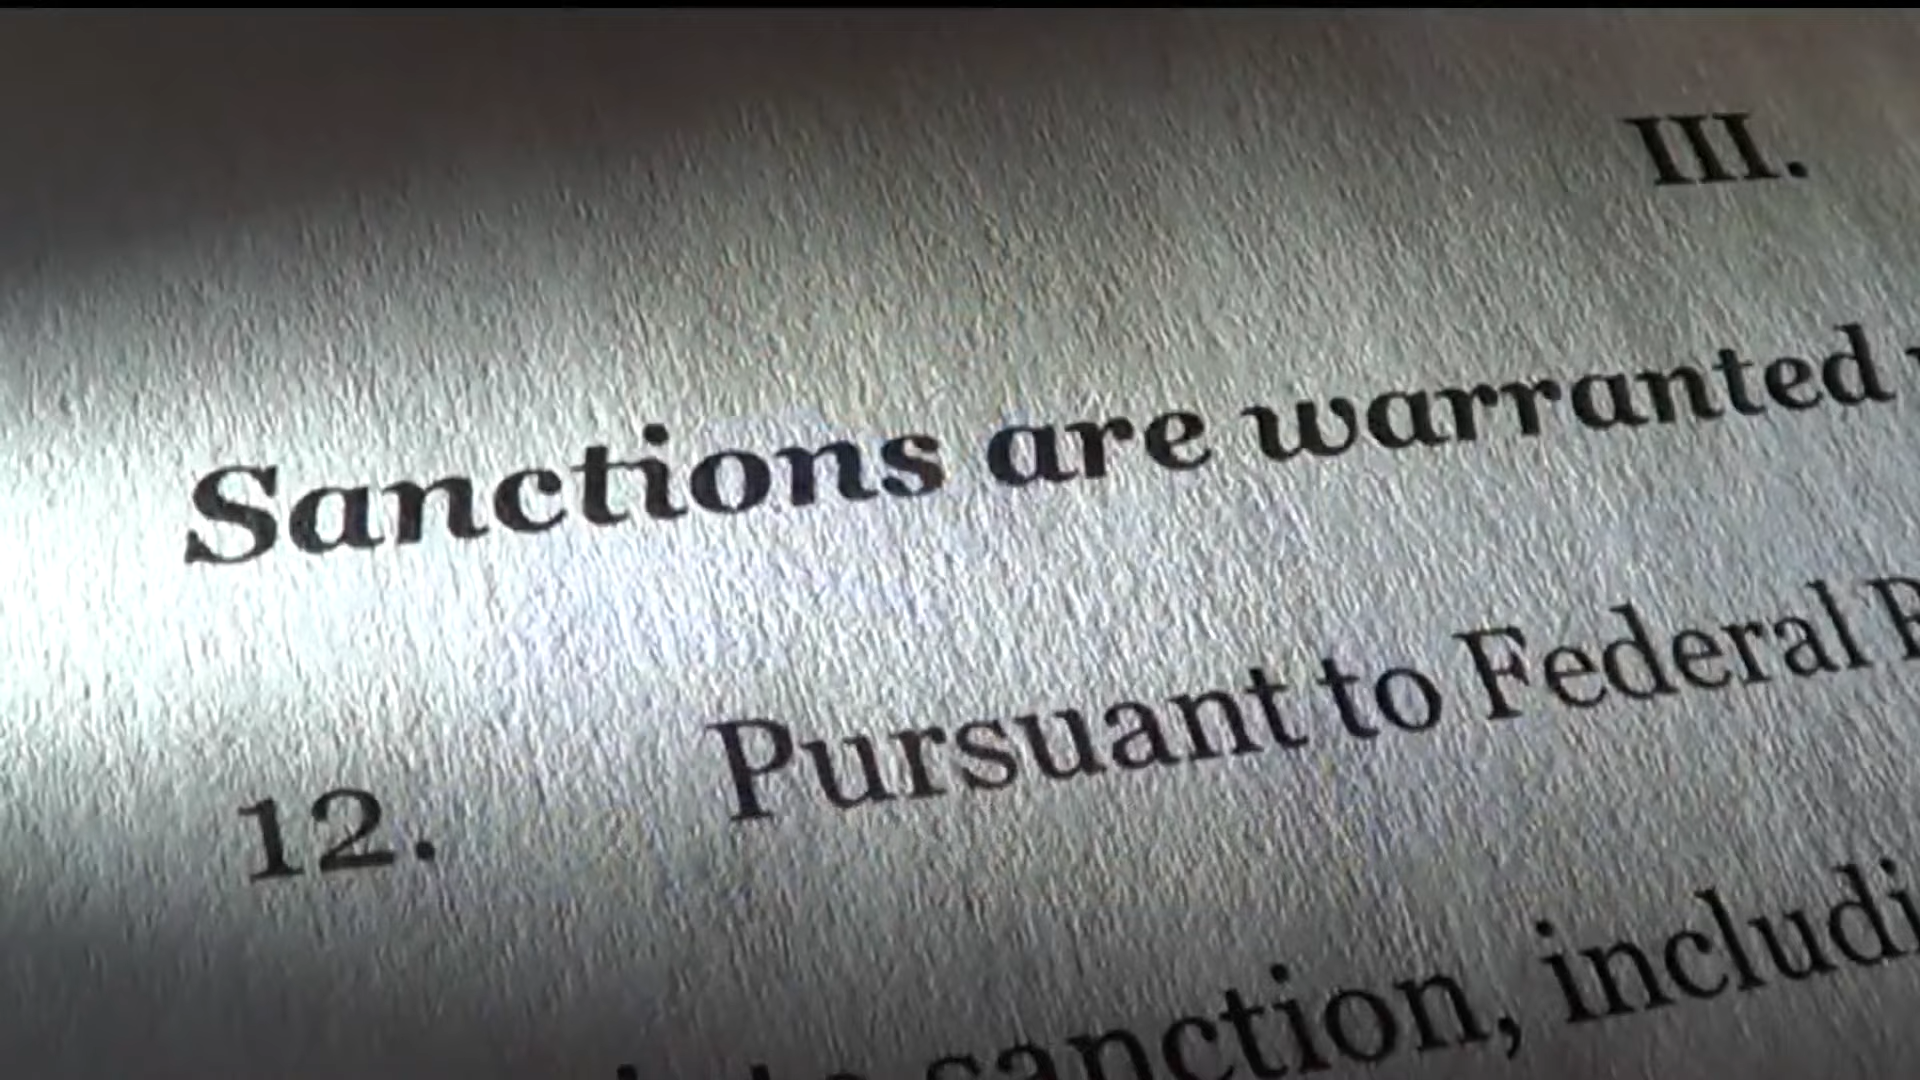 III.
Sanctions are warranted
12. Pursuant to Federal
sanction, includi